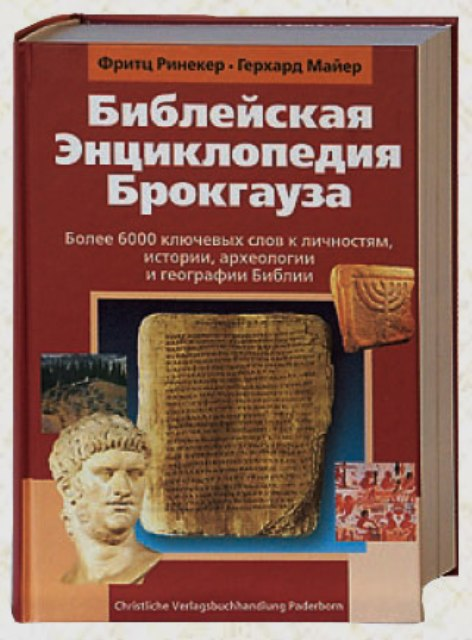 Фритц Ринекер • Герхард Майер
Библейская
Энциклопедия
Брокгауза
Более 6000 ключевых слов к личностям,
истории, археологии
и географии Библии
Christliche Verlagsbuchhandlung Paderborn